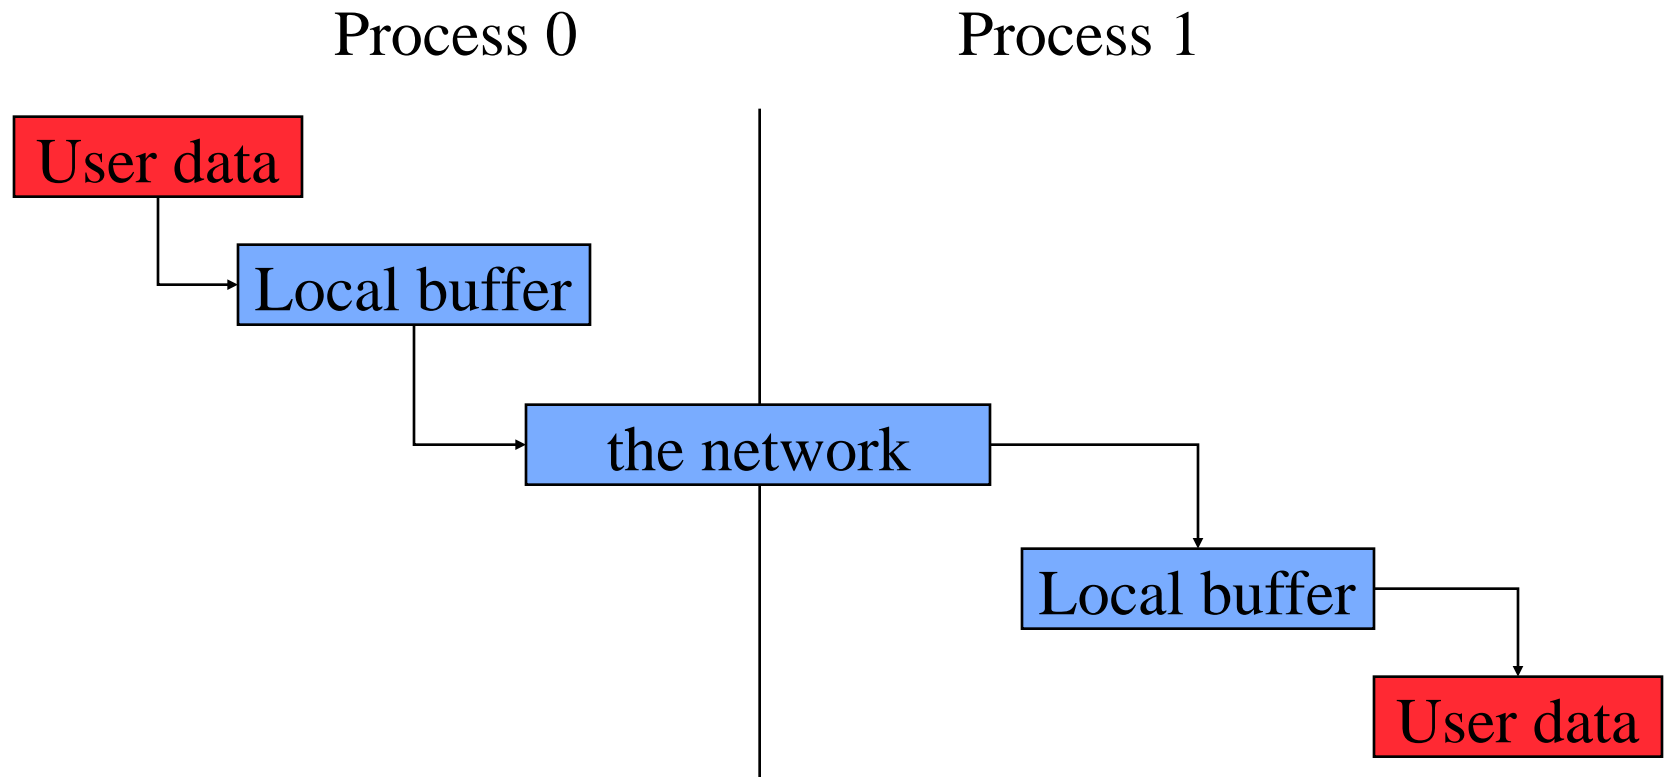 Process 0
Process 1
User data
Local buffer
the network
Local buffer
User data